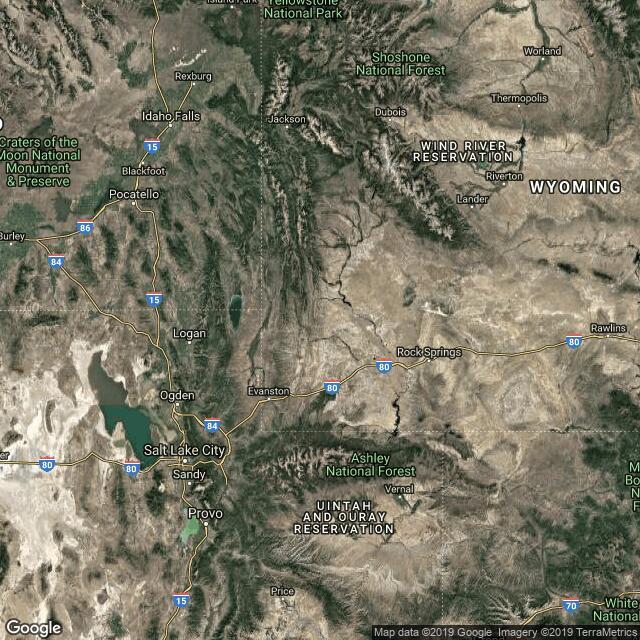 Yellowstone
National Park
Worland
Shoshone
National Forest
Rexburg
Thermopolis
Idaho Falls
Jackson
Dubois
Craters of the
Moon National
Monument
& Preserve
15
WIND RIVER
RESERVATION
Blackfoot
Riverton
WYOMING
Pocatello
Lander
86
Burley
84
15
Logan
Rawlins
80
Rock Springs
80
80
Evanston
Ogden
84
Salt Lake City
80
80
Sandy
Ashley
National Forest
Vernal
Provo
UINTAH
AND OURAY
RESERVATION
Price
15
70
White
National
Google
Map data ©2019 Google Imagery ©2019 TerraMetrics